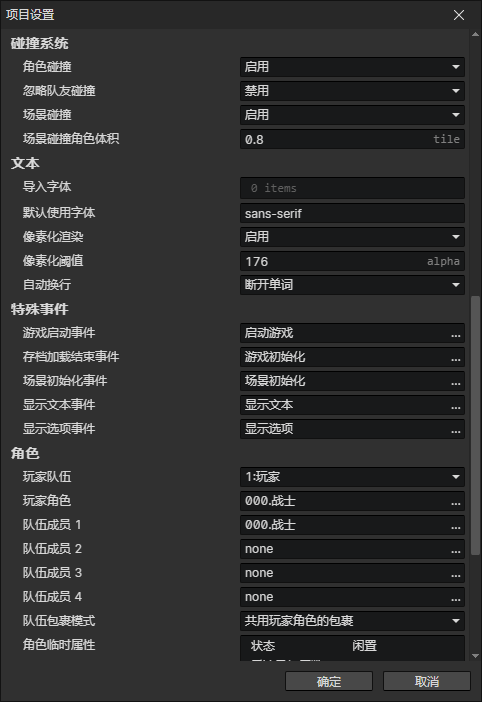 项目设置
碰撞系统
角色碰撞 启用
忽略队友碰撞 禁用
场景碰撞 启用
场景碰撞角色体积 0.8 tile
文本
导入字体 0 items
默认使用字体 sans-serif
像素化渲染 启用
像素化阈值 176 alpha
自动换行 断开单词
特殊事件
游戏启动事件 启动游戏 ...
存档加载结束事件 游戏初始化 ...
场景初始化事件 场景初始化 ...
显示文本事件 显示文本 ...
显示选项事件 显示选项 ...
角色
玩家队伍 1:玩家
玩家角色 000.战士 ...
队伍成员 1 000.战士 ...
队伍成员 2 none ...
队伍成员 3 none ...
队伍成员 4 none ...
队伍包裹模式 共用玩家角色的包裹
角色临时属性 状态 闲置
确定 取消